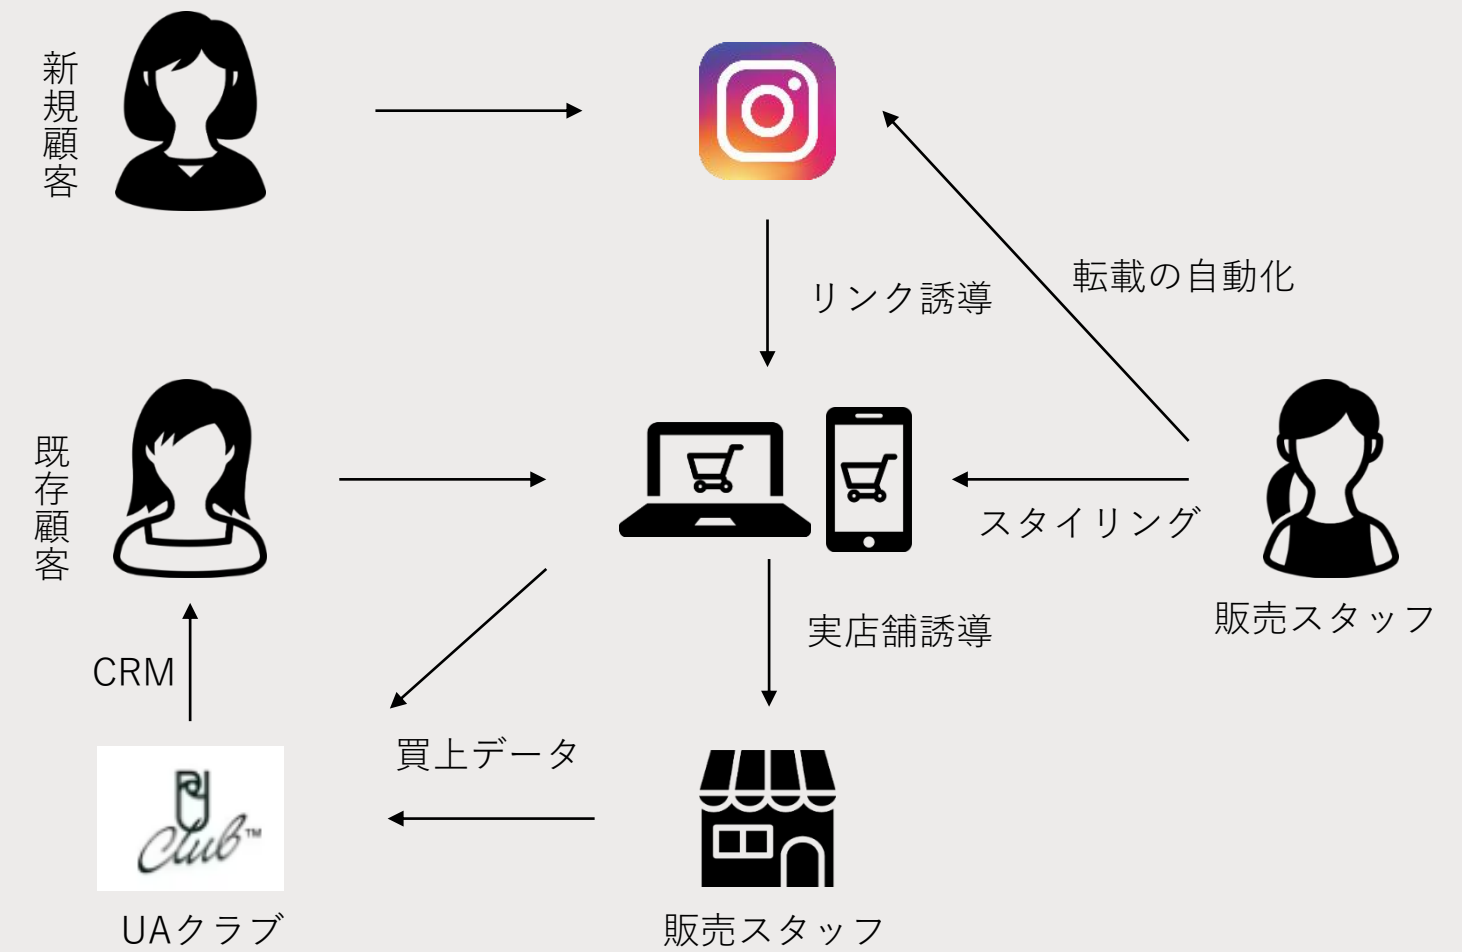 新規顧客
リンク誘導
転載の自動化
既存顧客
スタイリング
販売スタッフ
実店舗誘導
CRM
買上データ
Club™
UAクラブ
販売スタッフ